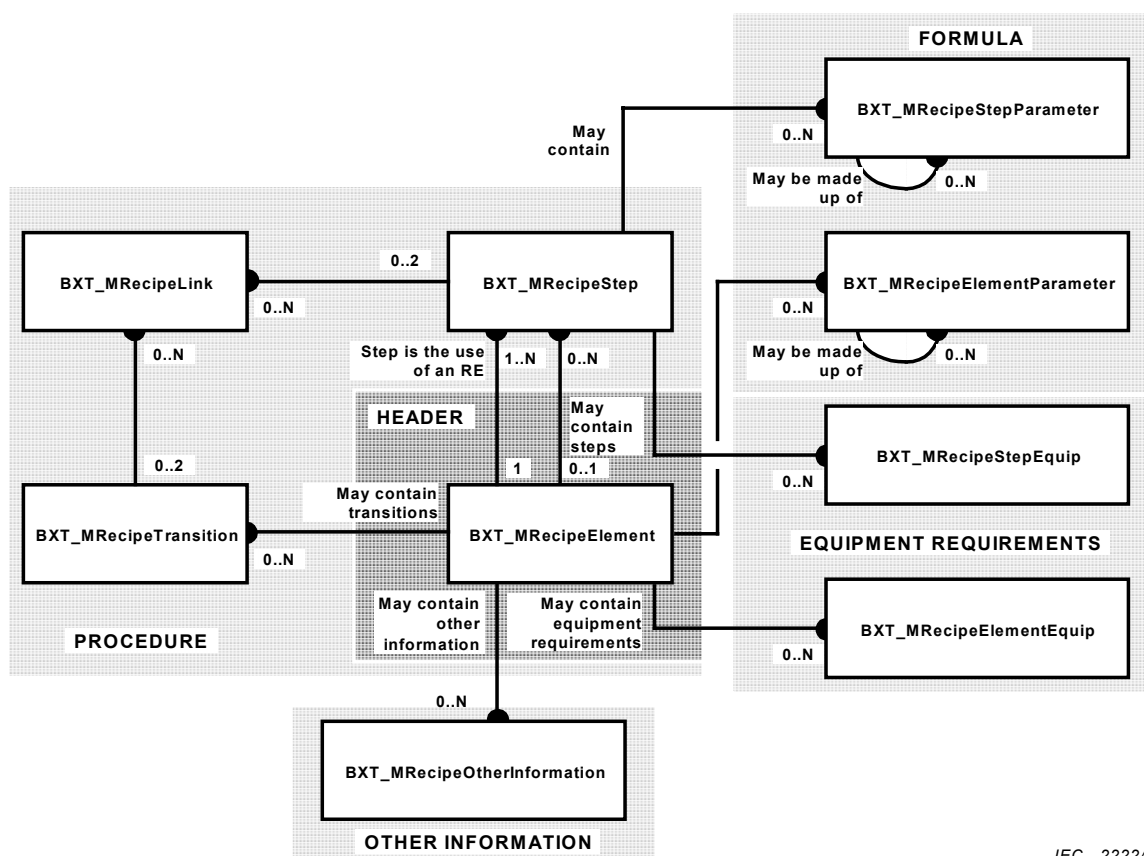 FORMULA
BXT_MRecipeStepParameter
0..N
May
contain
May be made
up of
0..N
BXT_MRecipeLink
0..2
0..N
BXT_MRecipeStep
BXT_MRecipeElementParameter
0..N
0..N
Step is the use
of an RE
1..N
0..N
May be made
up of
0..N
HEADER
May
contain
steps
BXT_MRecipeStepEquip
0..N
0..2
1
0..1
May contain
transitions
BXT_MRecipeTransition
0..N
BXT_MRecipeElement
EQUIPMENT REQUIREMENTS
May contain
other
information
May contain
equipment
requirements
BXT_MRecipeElementEquip
0..N
PROCEDURE
0..N
BXT_MRecipeOtherInformation
OTHER INFORMATION
IEC